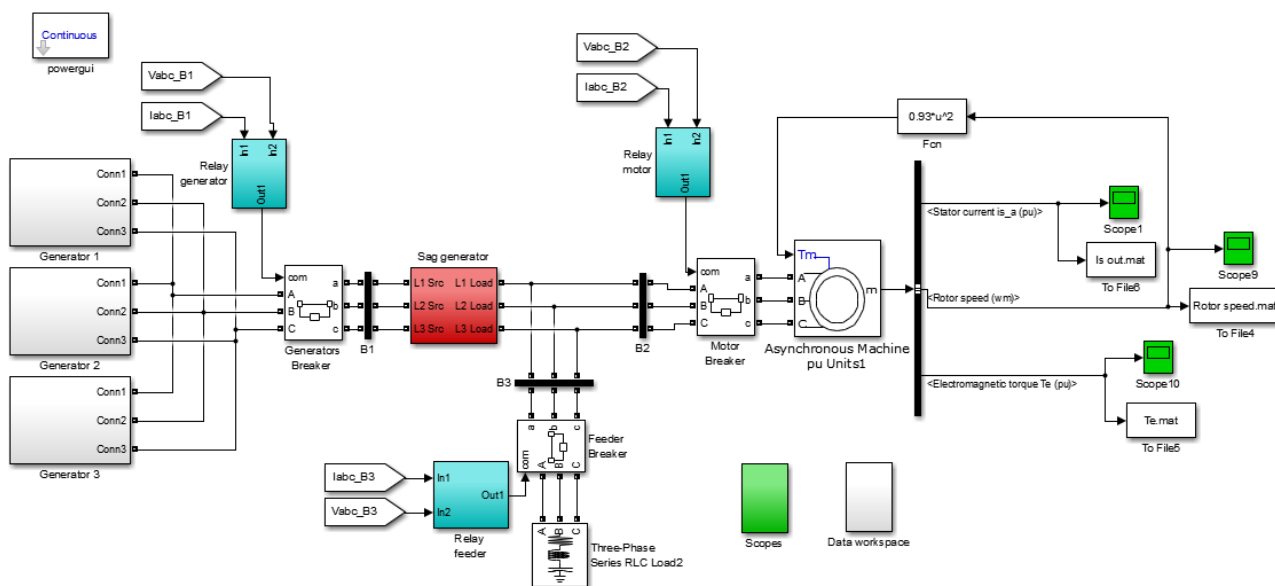 Continuous
powergui
Vabc_B1
Iabc_B1
In1
In2
Relay
generator
Out1
Vabc_B2
Iabc_B2
In1
In2
Relay
motor
Out1
0.93*u^2
Fcn
Conn1
Conn2
Conn3
Generator 1
Conn1
Conn2
Conn3
Generator 2
Conn1
Conn2
Conn3
Generator 3
com
A
B
C
a
b
c
Generators
Breaker
B1
Sag generator
L1 Src
L1 Load
L2 Src
L2 Load
L3 Src
L3 Load
B2
com
A
B
C
a
b
c
Motor
Breaker
Tm
A
B
C
m
Asynchronous Machine
pu Units1
<Stator current is_a (pu)>
Scope1
Is out.mat
To File6
Scope9
<Rotor speed (wm)>
Rotor speed.mat
To File4
<Electromagnetic torque Te (pu)>
Scope10
Te.mat
To File5
B3
a
b
c
com
A
B
C
Feeder
Breaker
Iabc_B3
Vabc_B3
In1
In2
Out1
Relay
feeder
A
B
C
Three-Phase
Series RLC Load2
Scopes
Data workspace